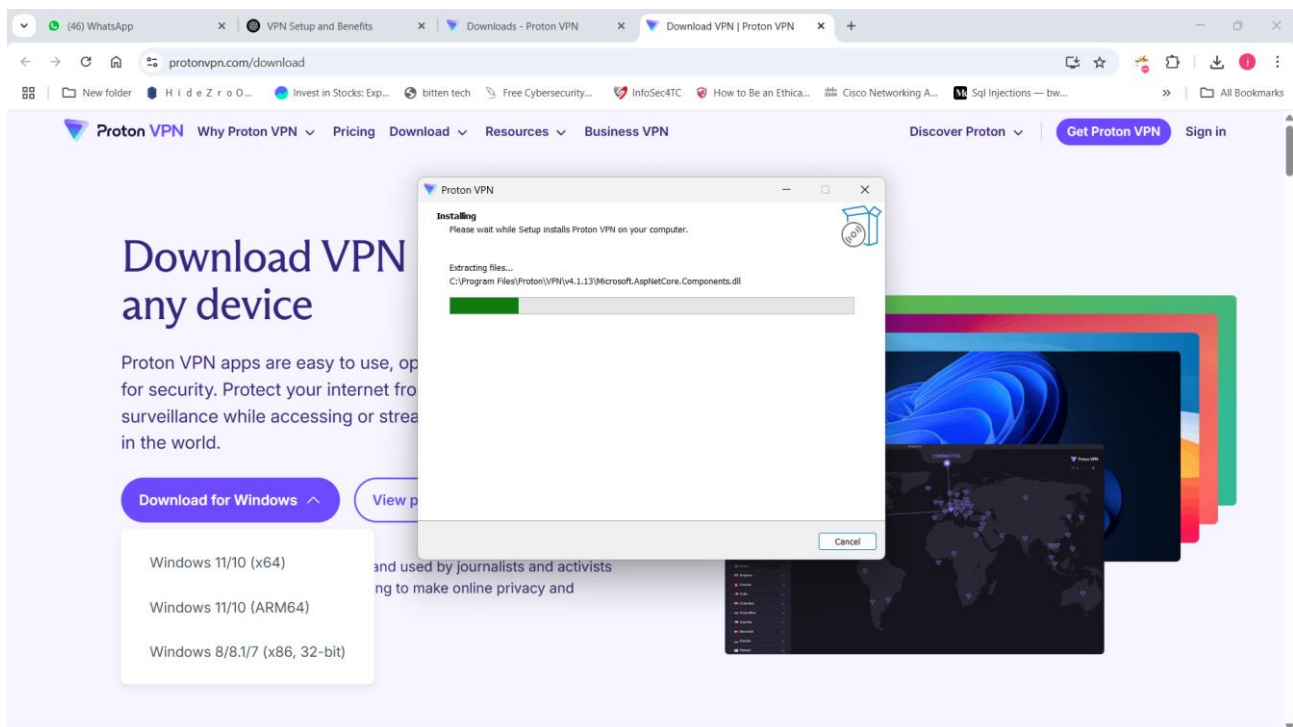 (46) WhatsApp
VPN Setup and Benefits
Downloads - Proton VPN
Download VPN | Proton VPN
protonvpn.com/download
New folder
H i d e Z r o O...
Invest in Stocks: Exp...
bitten tech
Free Cybersecurity...
InfoSec4TC
How to Be an Ethica...
Cisco Networking A...
Sql Injections — bw...
»
All Bookmarks
Proton VPN
Why Proton VPN
Pricing
Download
Resources
Business VPN
Discover Proton
Get Proton VPN
Sign in
Proton VPN
Installing
Please wait while Setup installs Proton VPN on your computer.
Extracting files...
C:\Program Files\Proton\VPN\v4.1.13\Microsoft.AspNetCore.Components.dll
Cancel
Download VPN
any device
Proton VPN apps are easy to use, op
for security. Protect your internet fro
surveillance while accessing or strea
in the world.
Download for Windows
View p
Windows 11/10 (x64)
Windows 11/10 (ARM64)
Windows 8/8.1/7 (x86, 32-bit)
and used by journalists and activists
ng to make online privacy and
CONNECTED
Proton VPN